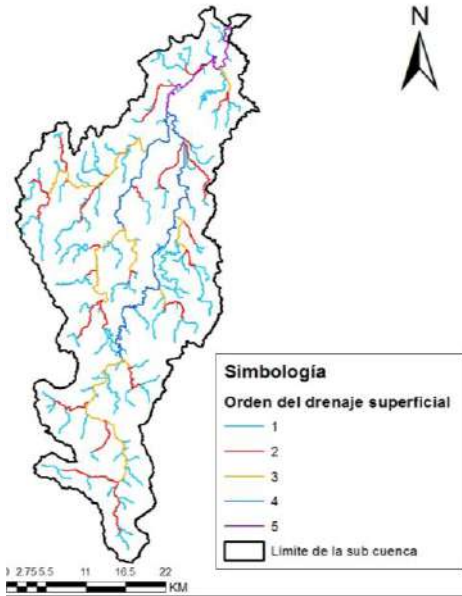 N
Simbología
Orden del drenaje superficial
1
2
3
4
5
Límite de la sub cuenca
0 2.75 5.5 11 16.5 22
KM